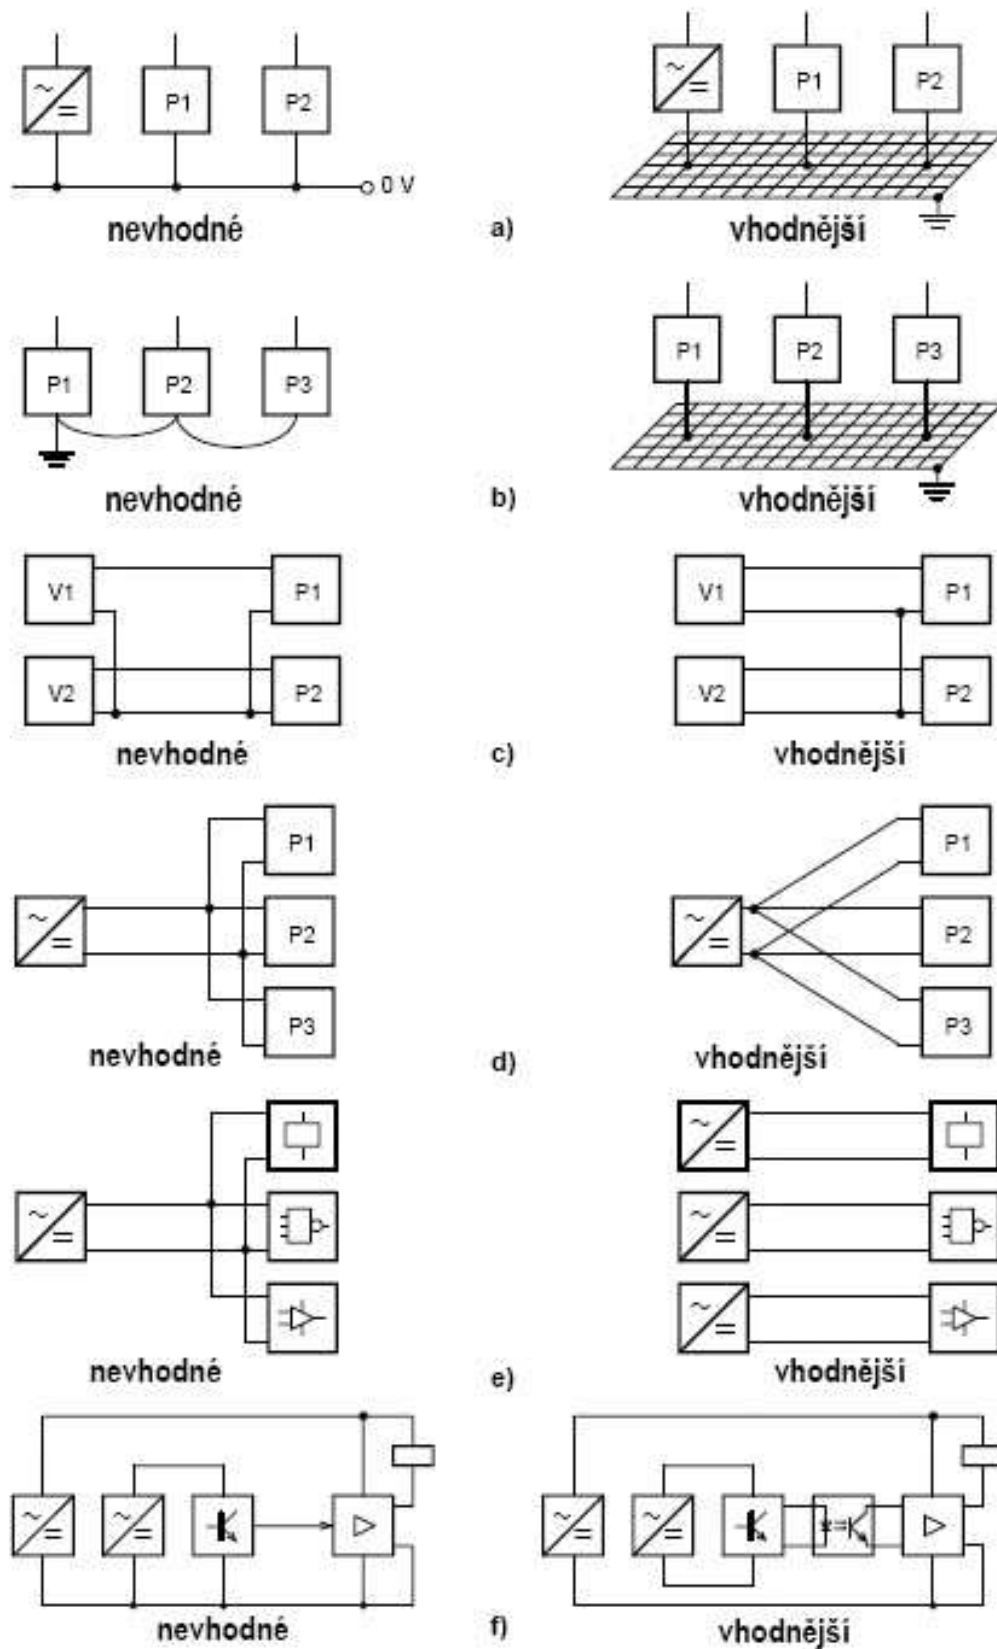 P1 P2 P1 P2
0 V
nevhodné a) vhodnější
P1 P2 P3 P1 P2 P3
nevhodné b) vhodnější
V1 P1 V1 P1
V2 P2 V2 P2
nevhodné c) vhodnější
P1 P1
P2 P2
P3 P3
nevhodné d) vhodnější
nevhodné e) vhodnější
nevhodné f) vhodnější